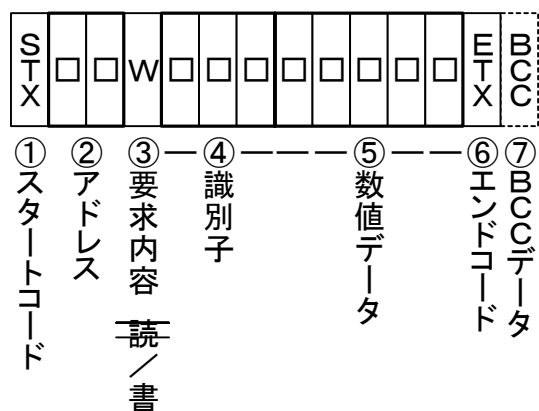 STX □ □ W □ □ □ □ □ □ □ □ ETX BCC
① ② ③ ④ ⑤ ⑥ ⑦
スタートコード
アドレス
要求内容 読/書
識別子
数値データ
エンドコード
BCCデータ